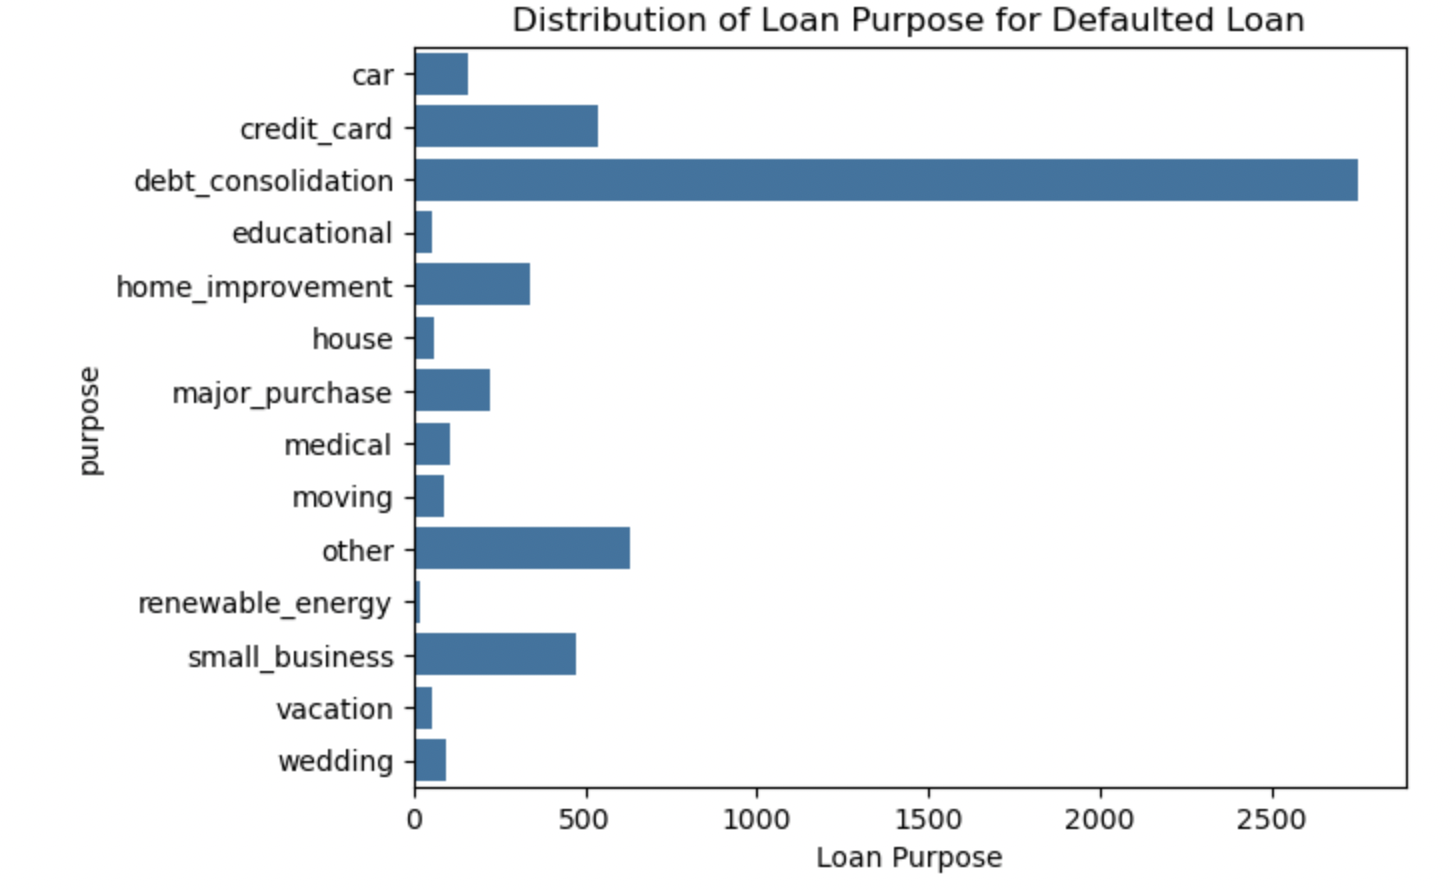 Distribution of Loan Purpose for Defaulted Loan
car
credit_card
debt_consolidation
educational
home_improvement
house
major_purchase
medical
moving
other
renewable_energy
small_business
vacation
wedding
purpose
0 500 1000 1500 2000 2500
Loan Purpose